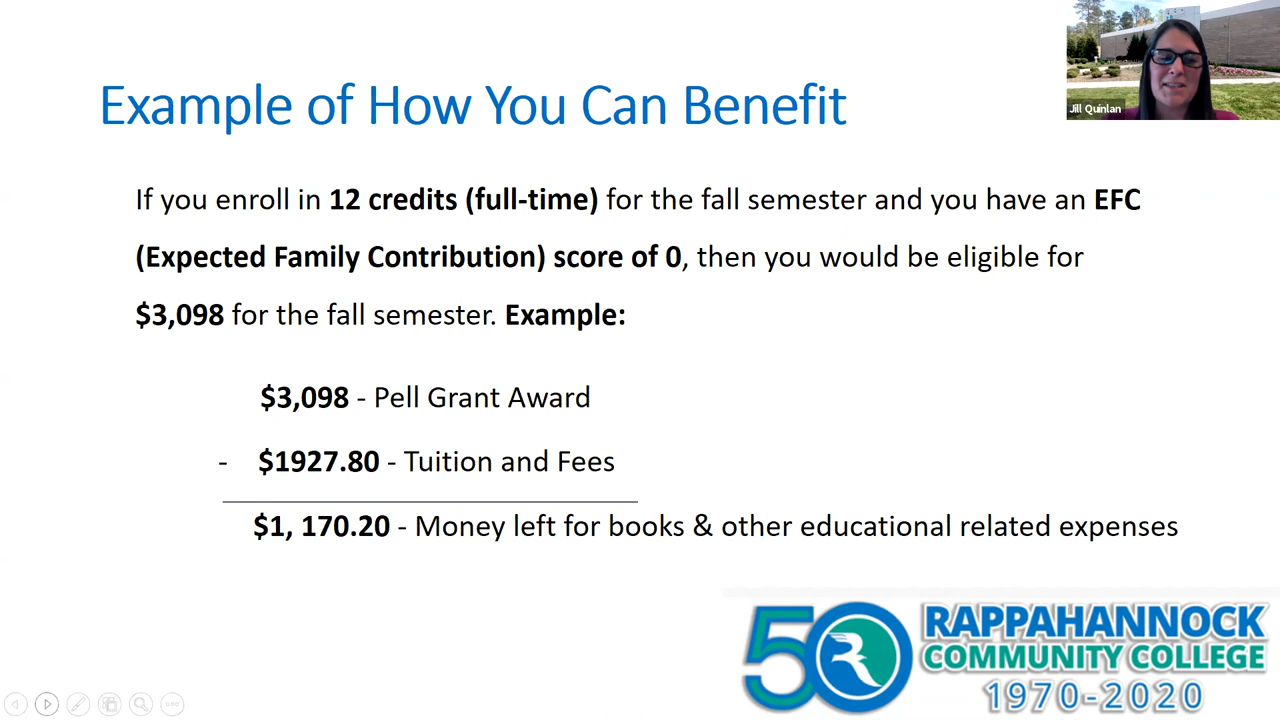 Example of How You Can Benefit
Jill Quinlan
If you enroll in 12 credits (full-time) for the fall semester and you have an EFC
(Expected Family Contribution) score of 0, then you would be eligible for
$3,098 for the fall semester. Example:
$3,098 - Pell Grant Award
- $1927.80 - Tuition and Fees
$1, 170.20 - Money left for books & other educational related expenses
50 RAPPAHANNOCK
COMMUNITY COLLEGE
1970-2020